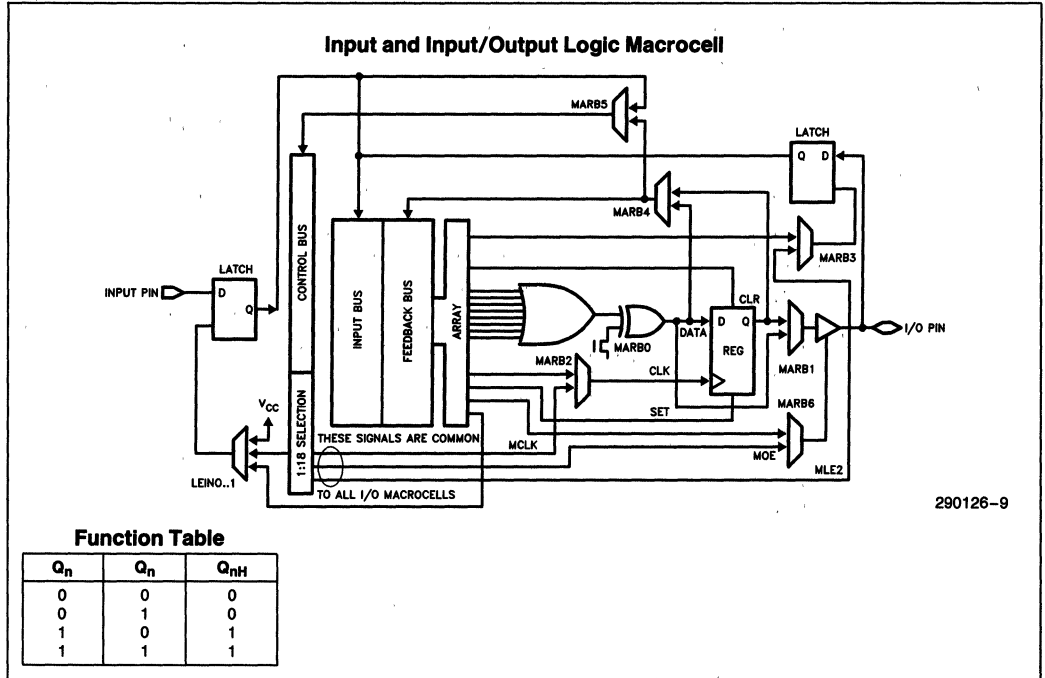 Input and Input/Output Logic Macrocell
MARB5
LATCH
Q D
MARB4
MARB3
LATCH
INPUT PIN
D
Q
CONTROL BUS
INPUT BUS
FEEDBACK BUS
ARRAY
MARB0
DATA
D Q
CLR
REG
I/O PIN
MARB1
MARB2
CLK
SET
MARB6
VCC
1:18 SELECTION
THESE SIGNALS ARE COMMON
MCLK
MOE
MLE2
LEIN0..1
TO ALL I/O MACROCELLS
290126-9
Function Table
Qn Qn QnH
0 0 0
0 1 0
1 0 1
1 1 1